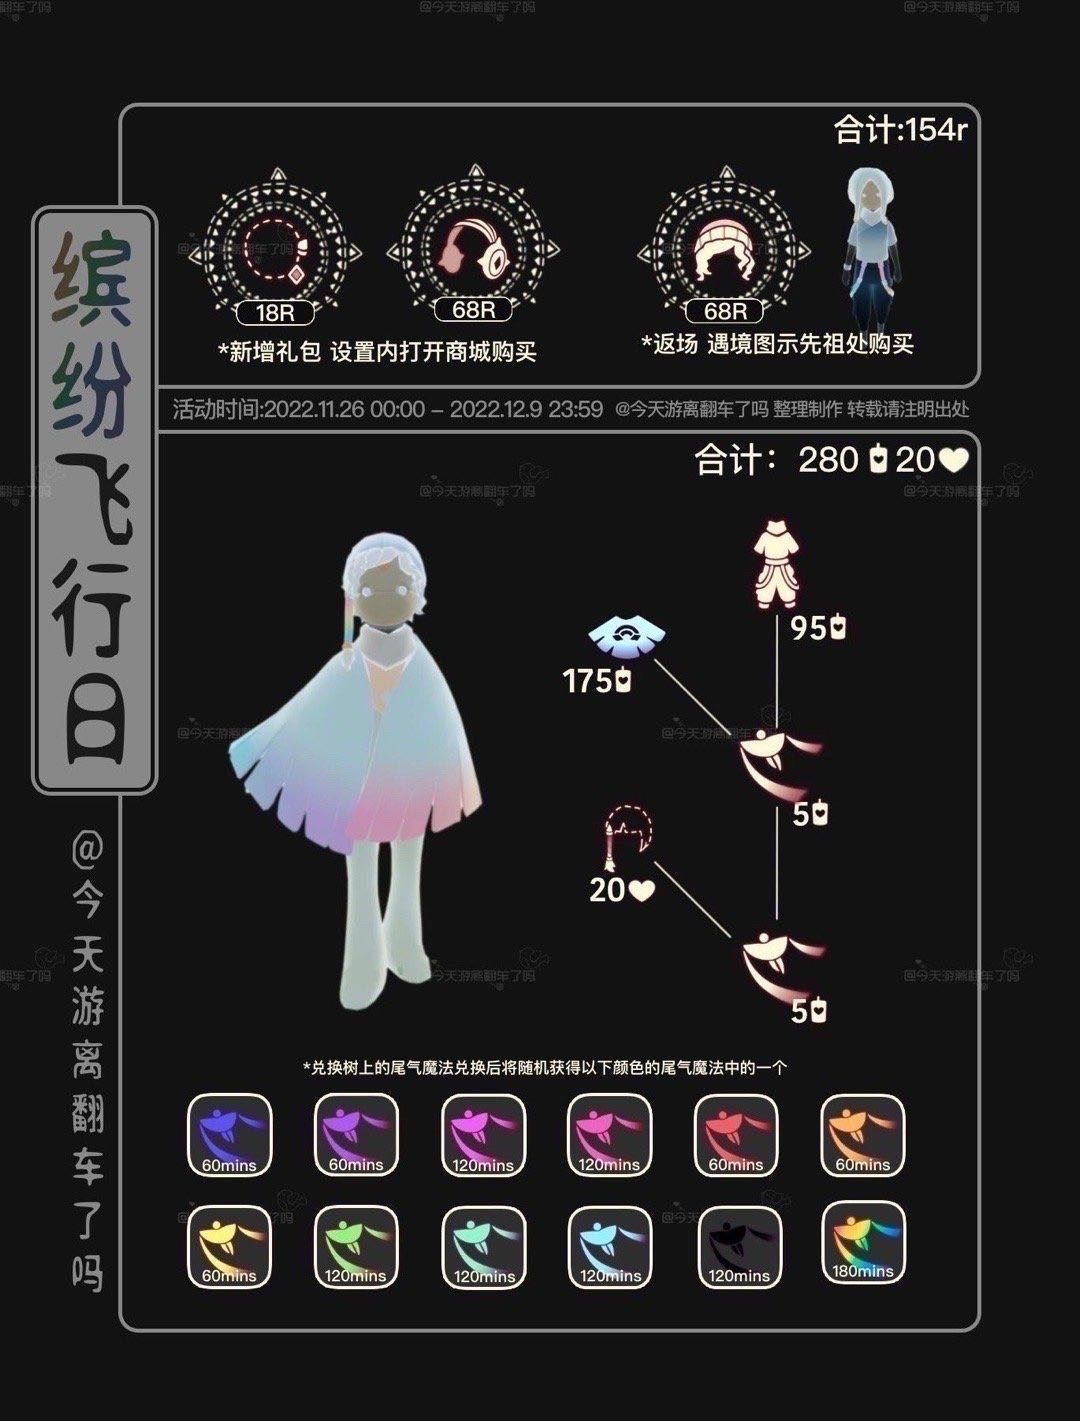 合计:154r
18R
68R
68R
*新增礼包 设置内打开商城购买
*返场 遇境图示先祖处购买
缤纷飞行日
活动时间:2022.11.26 00:00 – 2022.12.9 23:59 @今天游离翻车了吗 整理制作 转载请注明出处
合计：280 20
95
175
5
20
5
@今天游离翻车了吗
*兑换树上的尾气魔法兑换后将随机获得以下颜色的尾气魔法中的一个
60mins 60mins 120mins 120mins 60mins 60mins
60mins 120mins 120mins 120mins 120mins 180mins